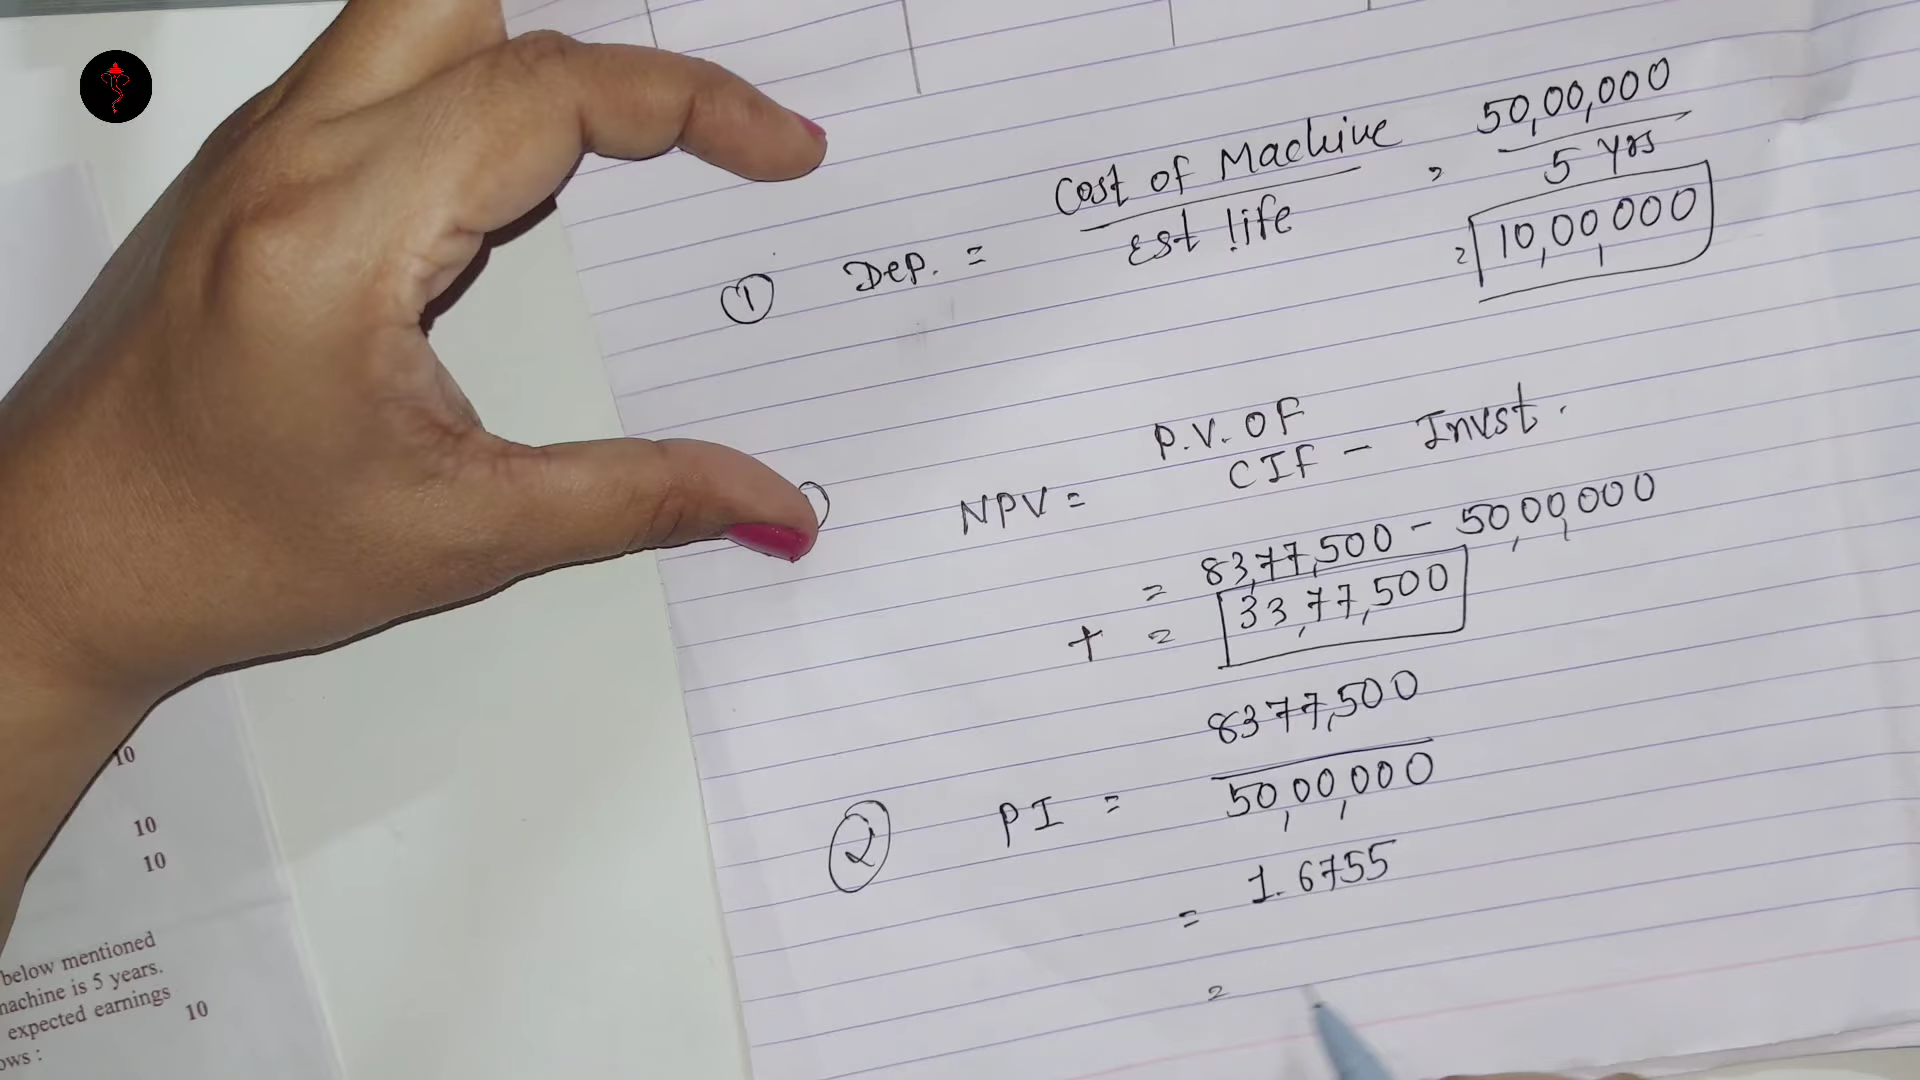 ① Dep. = Cost of Machine = 50,00,000
Est life 5 yrs
= 10,00,000
NPV = P.V. OF
CIF - Invst.
= 83,77,500 - 50,00,000
+ = 33,77,500
② PI = 8377,500
50,00,000
= 1.6755
=
10
10
10
below mentioned
machine is 5 years.
expected earnings
10